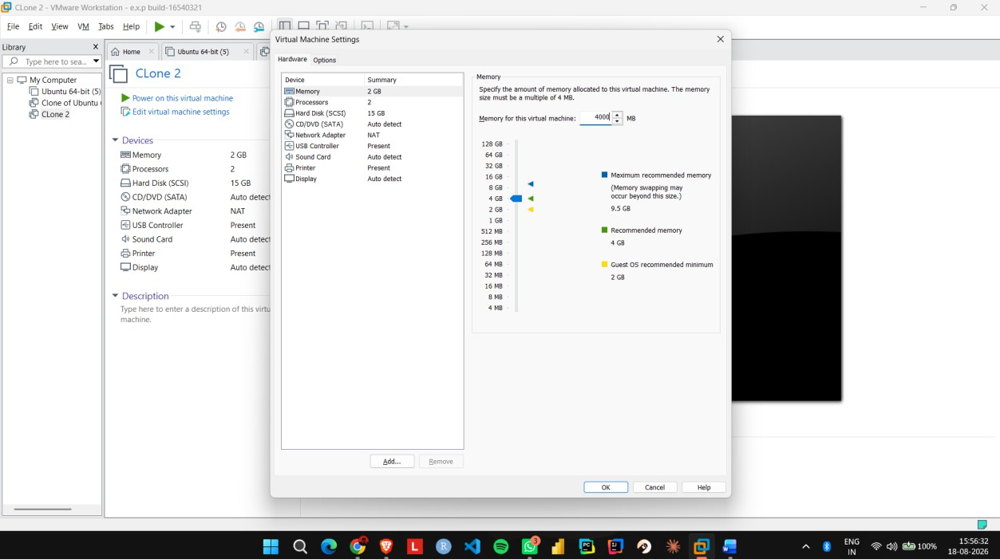 CLone 2 - VMware Workstation - e.x.p build-16540321
File Edit View VM Tabs Help
Library
Type here to sea...
My Computer
Ubuntu 64-bit (5)
Clone of Ubuntu
CLone 2
Home
Ubuntu 64-bit (5)
CLone 2
Power on this virtual machine
Edit virtual machine settings
Devices
Memory 2 GB
Processors 2
Hard Disk (SCSI) 15 GB
CD/DVD (SATA) Auto detect
Network Adapter NAT
USB Controller Present
Sound Card Auto detect
Printer Present
Display Auto detect
Description
Type here to enter a description of this virtu
machine.
Virtual Machine Settings
Hardware Options
Device Summary
Memory 2 GB
Processors 2
Hard Disk (SCSI) 15 GB
CD/DVD (SATA) Auto detect
Network Adapter NAT
USB Controller Present
Sound Card Auto detect
Printer Present
Display Auto detect
Add... Remove
Memory
Specify the amount of memory allocated to this virtual machine. The memory
size must be a multiple of 4 MB.
Memory for this virtual machine: 4000 MB
128 GB
64 GB
32 GB
16 GB
8 GB
4 GB
2 GB
1 GB
512 MB
256 MB
128 MB
64 MB
32 MB
16 MB
8 MB
4 MB
Maximum recommended memory
(Memory swapping may
occur beyond this size.)
9.5 GB
Recommended memory
4 GB
Guest OS recommended minimum
2 GB
OK Cancel Help
L R 3 PC IJ W
ENG
IN
100%
15:56:32
18-08-2026